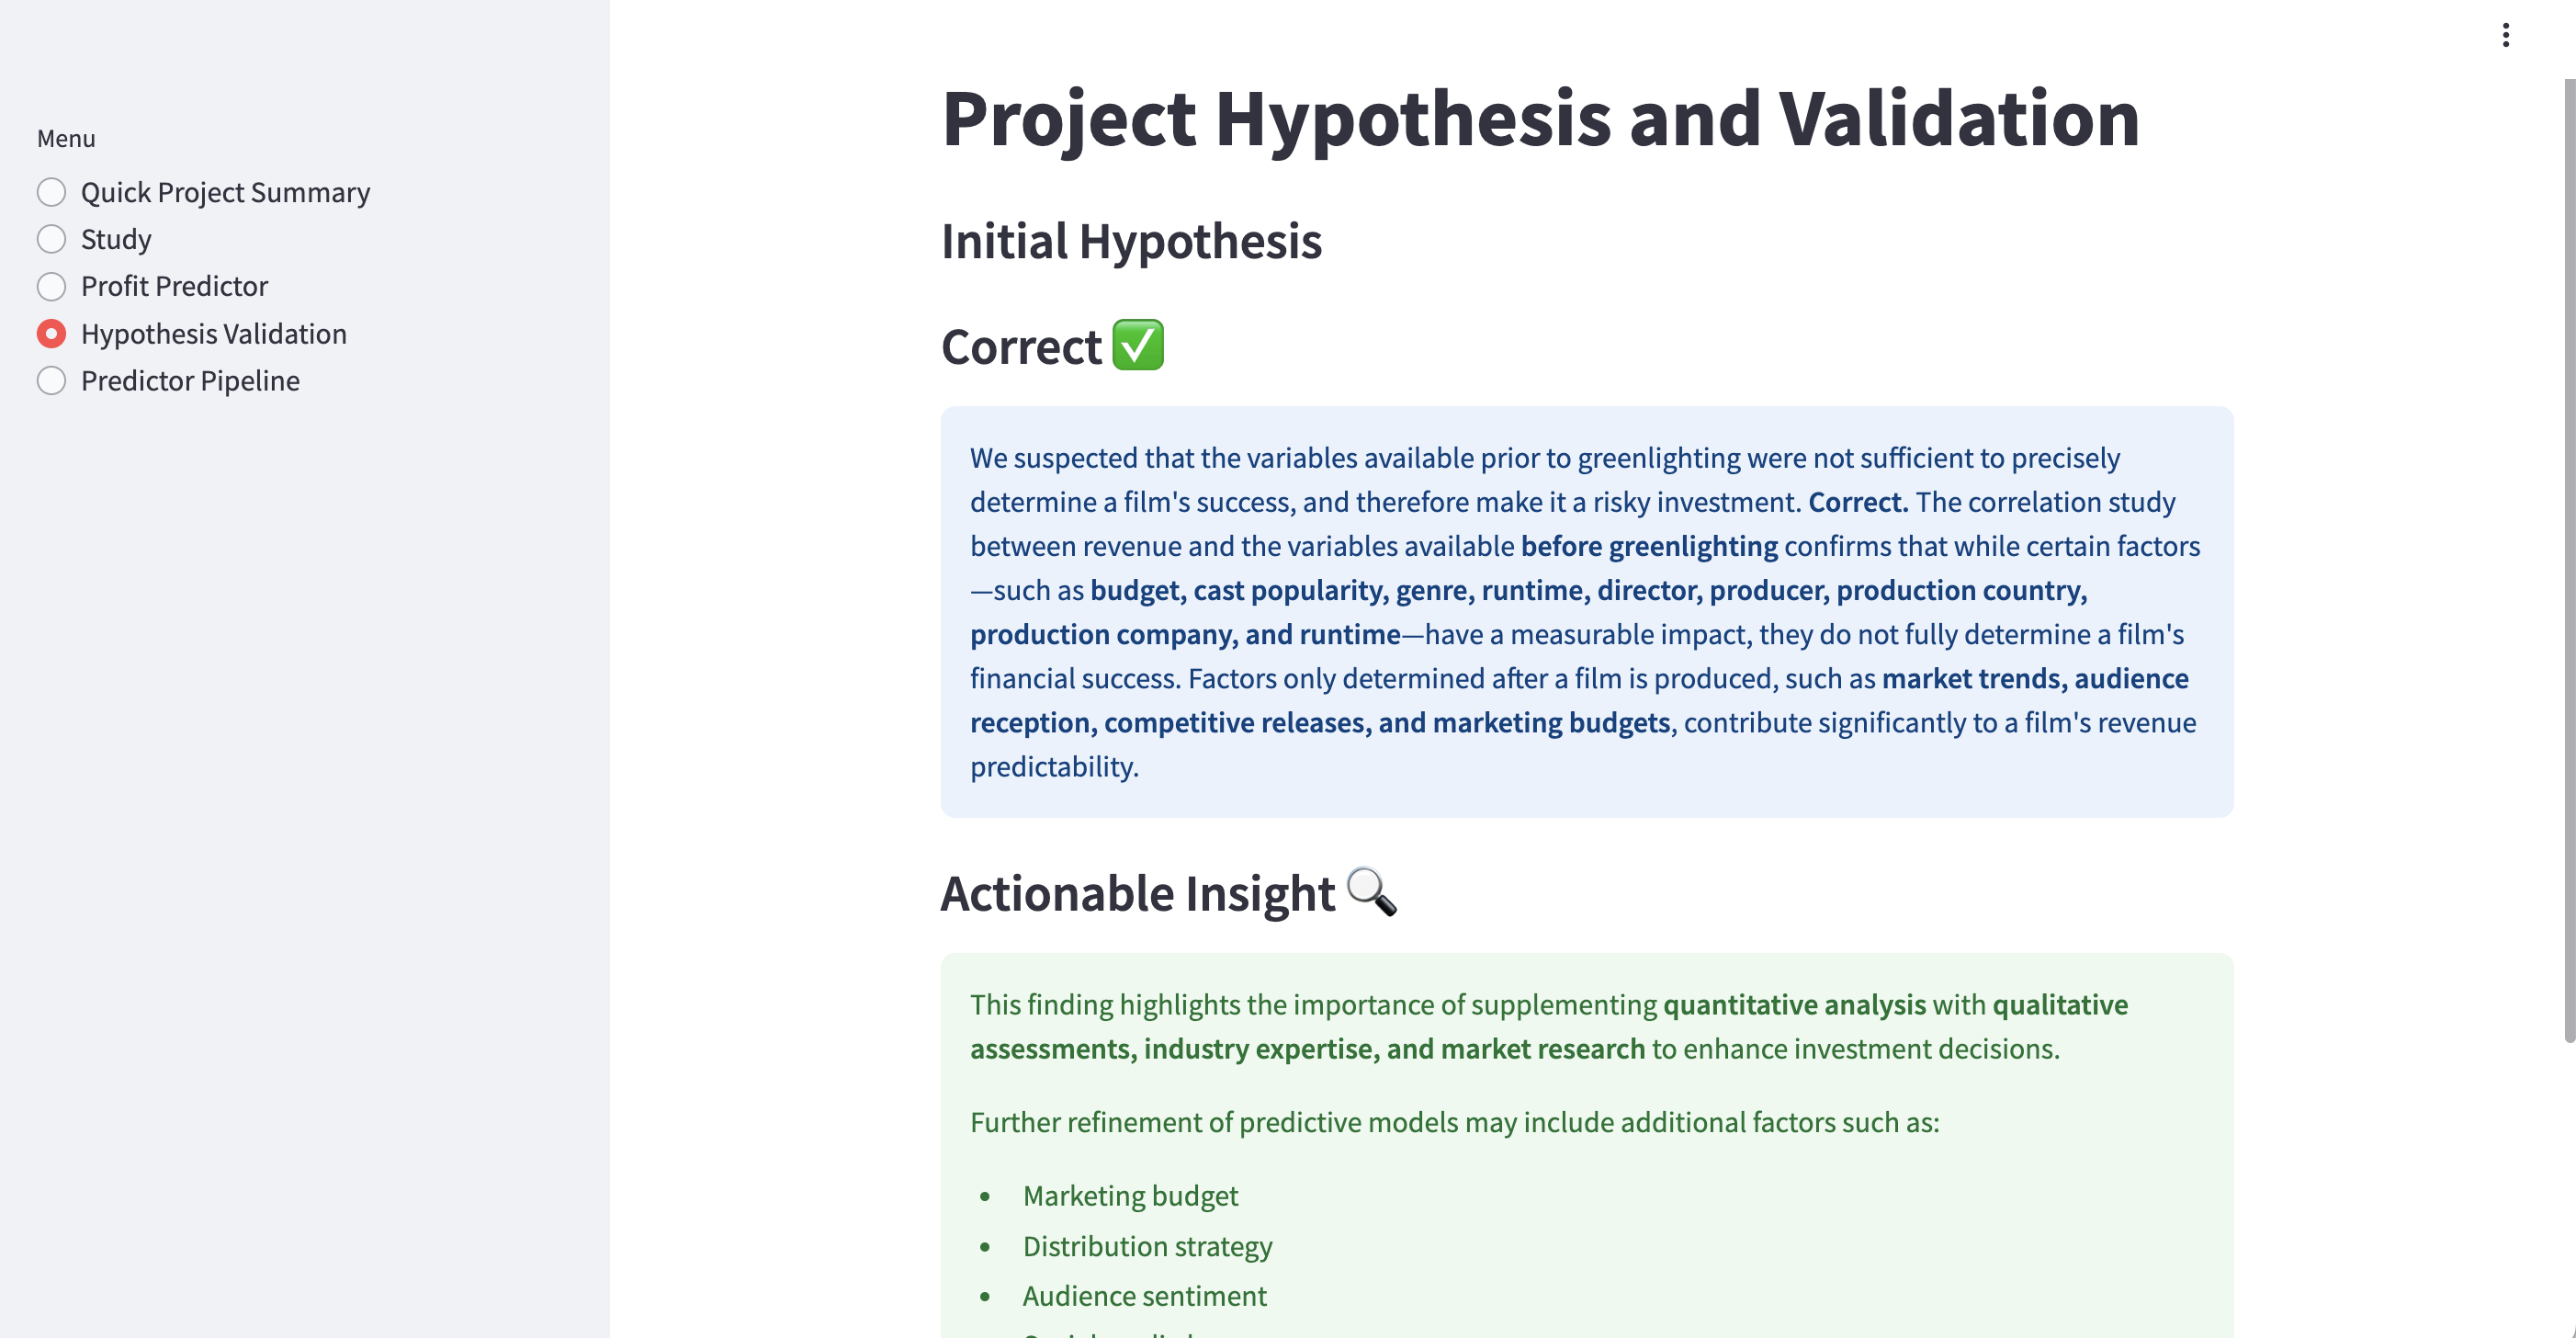 Menu
Quick Project Summary
Study
Profit Predictor
Hypothesis Validation
Predictor Pipeline
Project Hypothesis and Validation
Initial Hypothesis
Correct ✅
We suspected that the variables available prior to greenlighting were not sufficient to precisely
determine a film's success, and therefore make it a risky investment. Correct. The correlation study
between revenue and the variables available before greenlighting confirms that while certain factors
—such as budget, cast popularity, genre, runtime, director, producer, production country,
production company, and runtime—have a measurable impact, they do not fully determine a film's
financial success. Factors only determined after a film is produced, such as market trends, audience
reception, competitive releases, and marketing budgets, contribute significantly to a film's revenue
predictability.
Actionable Insight 🔍
This finding highlights the importance of supplementing quantitative analysis with qualitative
assessments, industry expertise, and market research to enhance investment decisions.
Further refinement of predictive models may include additional factors such as:
• Marketing budget
• Distribution strategy
• Audience sentiment